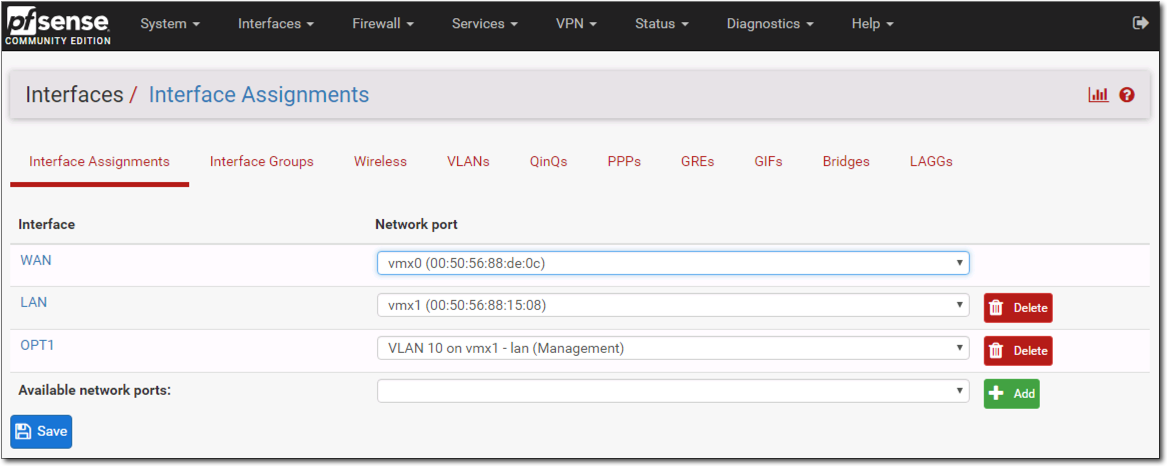 pfsense System Interfaces Firewall Services VPN Status Diagnostics Help
COMMUNITY EDITION
Interfaces / Interface Assignments
Interface Assignments Interface Groups Wireless VLANs QinQs PPPs GREs GIFs Bridges LAGGs
Interface Network port
WAN vmx0 (00:50:56:88:de:0c)
LAN vmx1 (00:50:56:88:15:08) Delete
OPT1 VLAN 10 on vmx1 - lan (Management) Delete
Available network ports: Add
Save